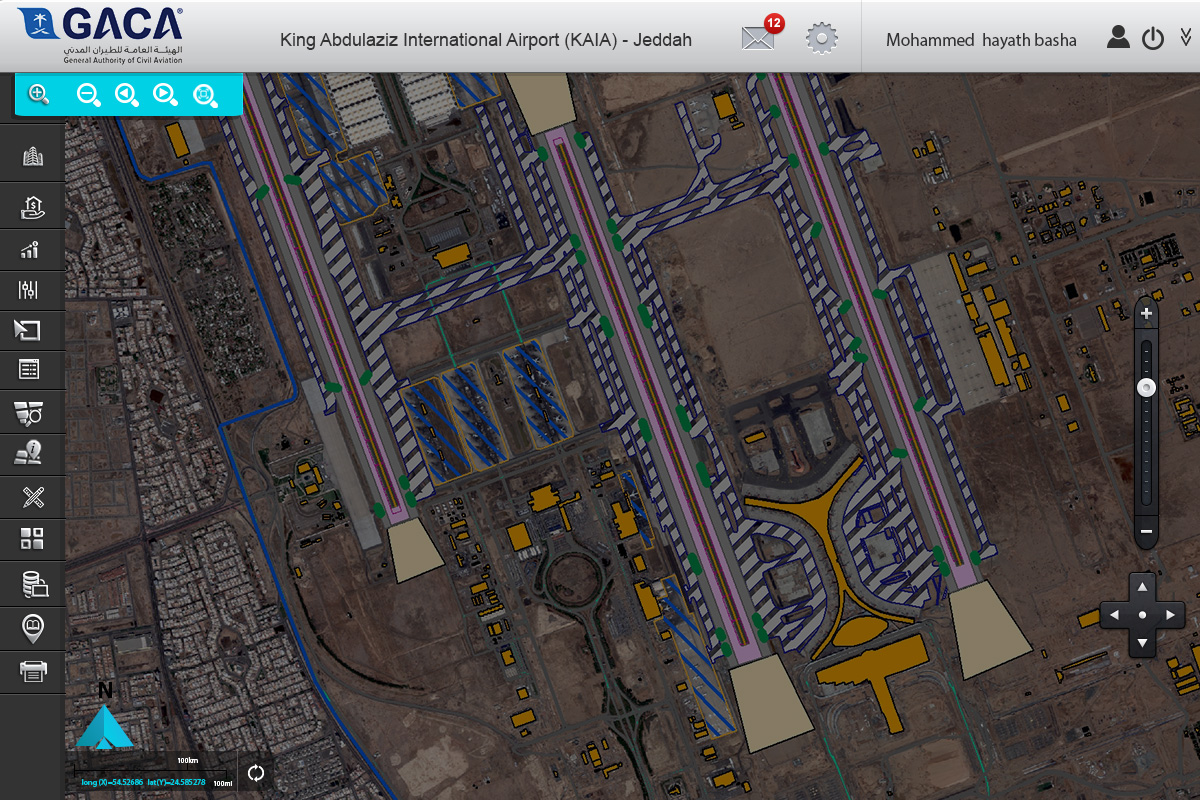 GACA
الهيئة العامة للطيران المدني
General Authority of Civil Aviation
King Abdulaziz International Airport (KAIA) - Jeddah
12
Mohammed hayath basha
N
100km
long (X)=54.52686 lat(Y)=24.585278
100mi